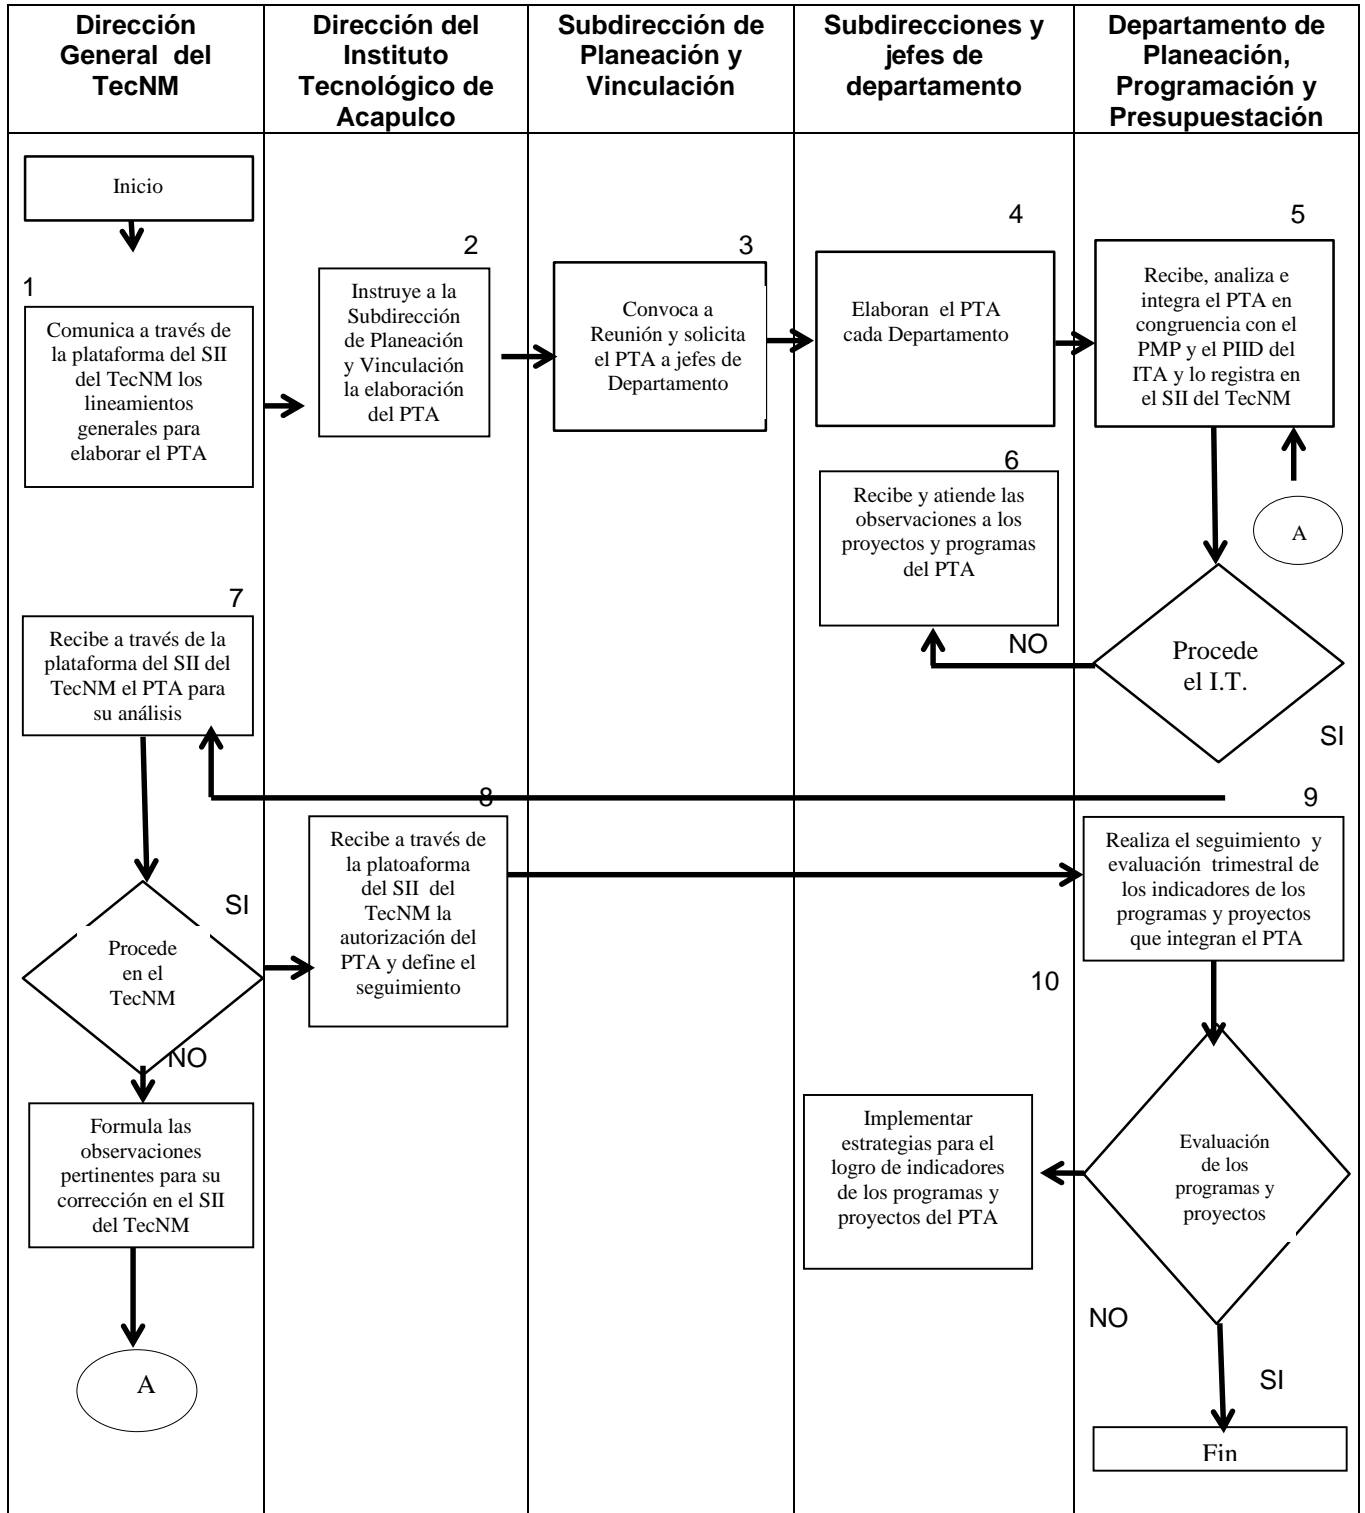 Dirección
General  del
TecNM
Dirección del
Instituto
Tecnológico de
Acapulco
Subdirección de
Planeación y
Vinculación
Subdirecciones y
jefes de
departamento
Departamento de
Planeación,
Programación y
Presupuestación
Inicio
1
Comunica a través de
la plataforma del SII
del TecNM los
lineamientos
generales para
elaborar el PTA
2
Instruye a la
Subdirección
de Planeación
y Vinculación
la elaboración
del PTA
3
Convoca a
Reunión y solicita
el PTA a jefes de
Departamento
4
Elaboran  el PTA
cada Departamento
5
Recibe, analiza e
integra el PTA en
congruencia con el
PMP y el PIID del
ITA y lo registra en
el SII del TecNM
6
Recibe y atiende las
observaciones a los
proyectos y programas
del PTA
A
NO
Procede
el I.T.
SI
7
Recibe a través de la
plataforma del SII del
TecNM el PTA para
su análisis
8
Recibe a través de
la platoaforma
del SII  del
TecNM la
autorización del
PTA y define el
seguimiento
9
Realiza el seguimiento  y
evaluación  trimestral de
los indicadores de los
programas y proyectos
que integran el PTA
SI
Procede
en el
TecNM
NO
Formula las
observaciones
pertinentes para su
corrección en el SII
del TecNM
A
10
Implementar
estrategias para el
logro de indicadores
de los programas y
proyectos del PTA
Evaluación
de los
programas y
proyectos
NO
SI
Fin